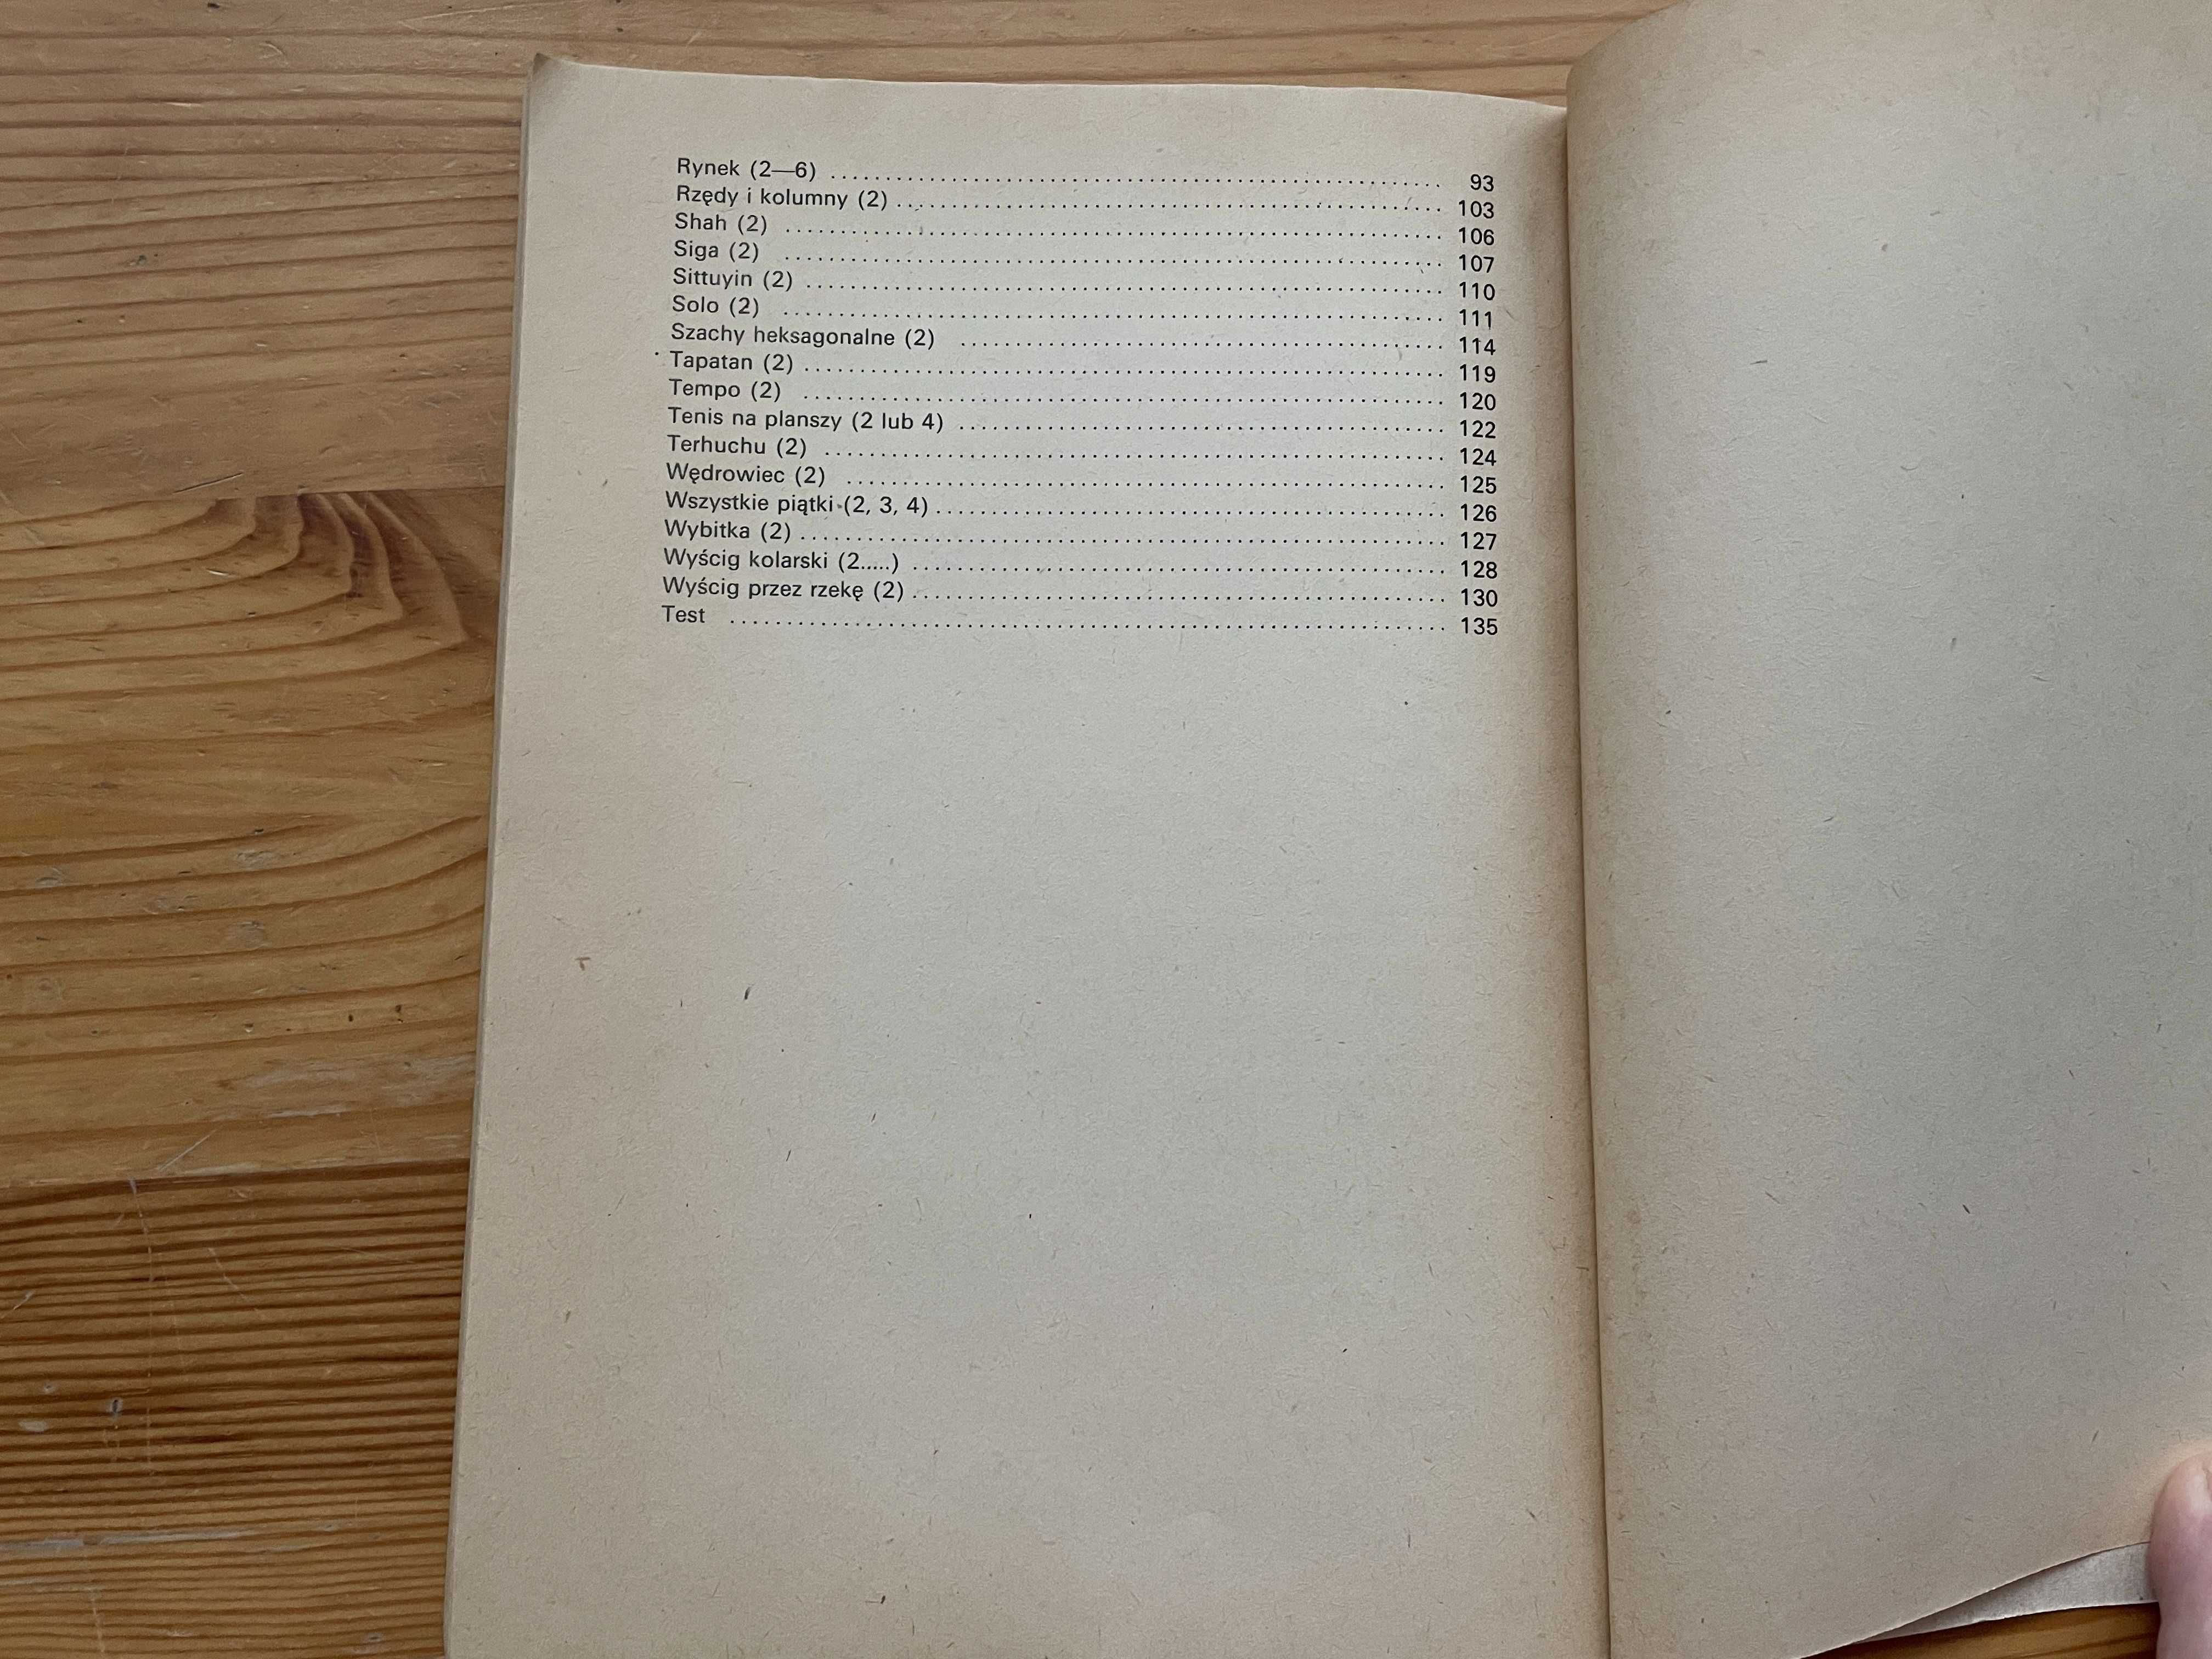 Rynek (2—6) ........................................ 93
Rzędy i kolumny (2) ........................................ 103
Shah (2) ........................................ 106
Siga (2) ........................................ 107
Sittuyin (2) ........................................ 110
Solo (2) ........................................ 111
Szachy heksagonalne (2) ........................................ 114
Tapatan (2) ........................................ 119
Tempo (2) ........................................ 120
Tenis na planszy (2 lub 4) ........................................ 122
Terhuchu (2) ........................................ 124
Wędrowiec (2) ........................................ 125
Wszystkie piątki (2, 3, 4) ........................................ 126
Wybitka (2) ........................................ 127
Wyścig kolarski (2.....) ........................................ 128
Wyścig przez rzekę (2) ........................................ 130
Test ........................................ 135